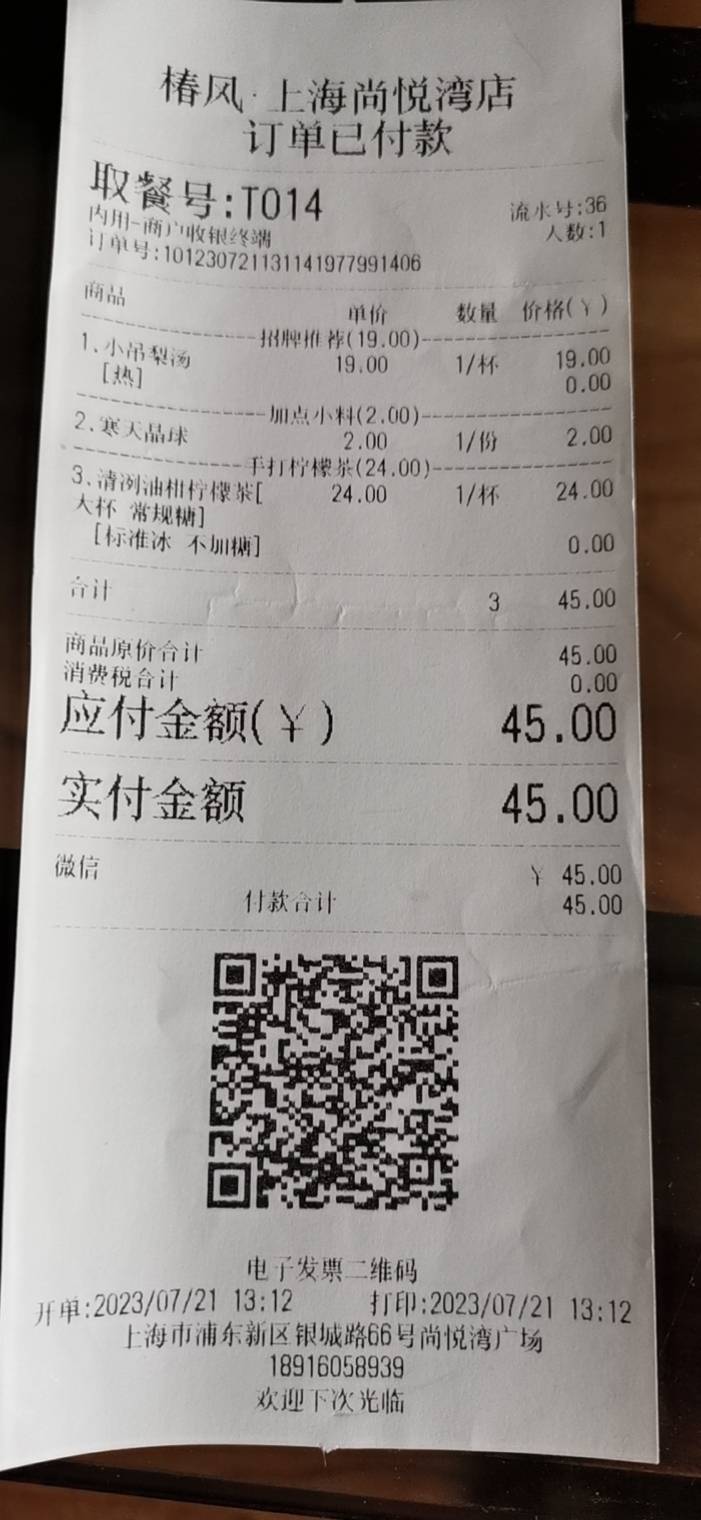 椿风·上海尚悦湾店
订单已付款
取餐号:T014
流水号:36
内用-商户收银终端
人数:1
订单号:101230721131141977991406
商品 单价 数量 价格(￥)
招牌推荐(19.00)
1.小吊梨汤 19.00 1/杯 19.00
[热] 0.00
加点小料(2.00)
2.寒天晶球 2.00 1/份 2.00
手打柠檬茶(24.00)
3.清冽油柑柠檬茶[ 24.00 1/杯 24.00
大杯 常规糖]
[标准冰 不加糖] 0.00
合计 3 45.00
商品原价合计 45.00
消费税合计 0.00
应付金额(￥) 45.00
实付金额 45.00
微信 ￥ 45.00
付款合计 45.00
电子发票二维码
开单:2023/07/21 13:12 打印:2023/07/21 13:12
上海市浦东新区银城路66号尚悦湾广场
18916058939
欢迎下次光临